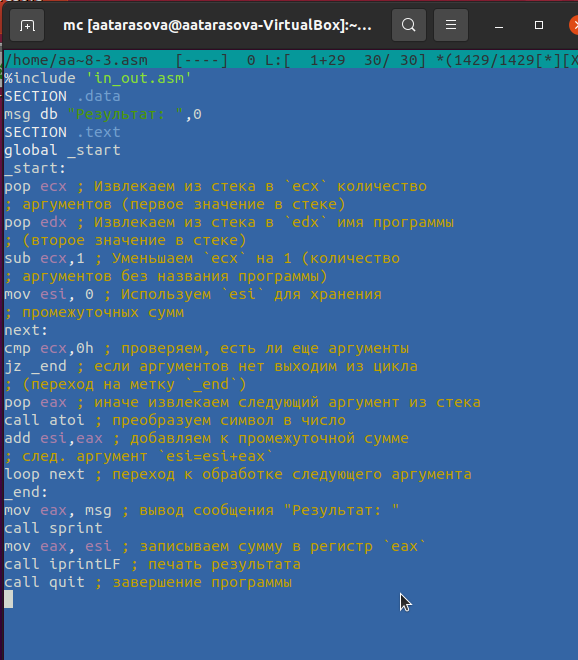 mc [aatarasova@aatarasova-VirtualBox]:~...
/home/aa~8-3.asm   [----]  0 L:[  1+29  30/ 30] *(1429/1429[*][X
%include 'in_out.asm'
SECTION .data
msg db "Результат: ",0
SECTION .text
global _start
_start:
pop ecx ; Извлекаем из стека в `ecx` количество
; аргументов (первое значение в стеке)
pop edx ; Извлекаем из стека в `edx` имя программы
; (второе значение в стеке)
sub ecx,1 ; Уменьшаем `ecx` на 1 (количество
; аргументов без названия программы)
mov esi, 0 ; Используем `esi` для хранения
; промежуточных сумм
next:
cmp ecx,0h ; проверяем, есть ли еще аргументы
jz _end ; если аргументов нет выходим из цикла
; (переход на метку `_end`)
pop eax ; иначе извлекаем следующий аргумент из стека
call atoi ; преобразуем символ в число
add esi,eax ; добавляем к промежуточной сумме
; след. аргумент `esi=esi+eax`
loop next ; переход к обработке следующего аргумента
_end:
mov eax, msg ; вывод сообщения "Результат: "
call sprint
mov eax, esi ; записываем сумму в регистр `eax`
call iprintLF ; печать результата
call quit ; завершение программы